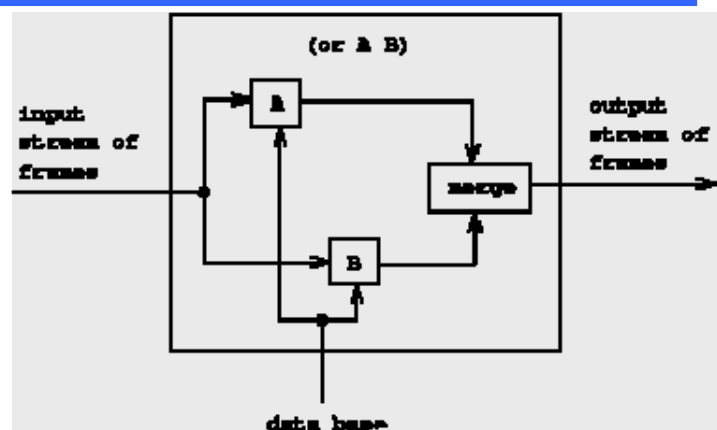 (or A B)
A
input
stream of
frames
output
stream of
frames
merge
B
data base